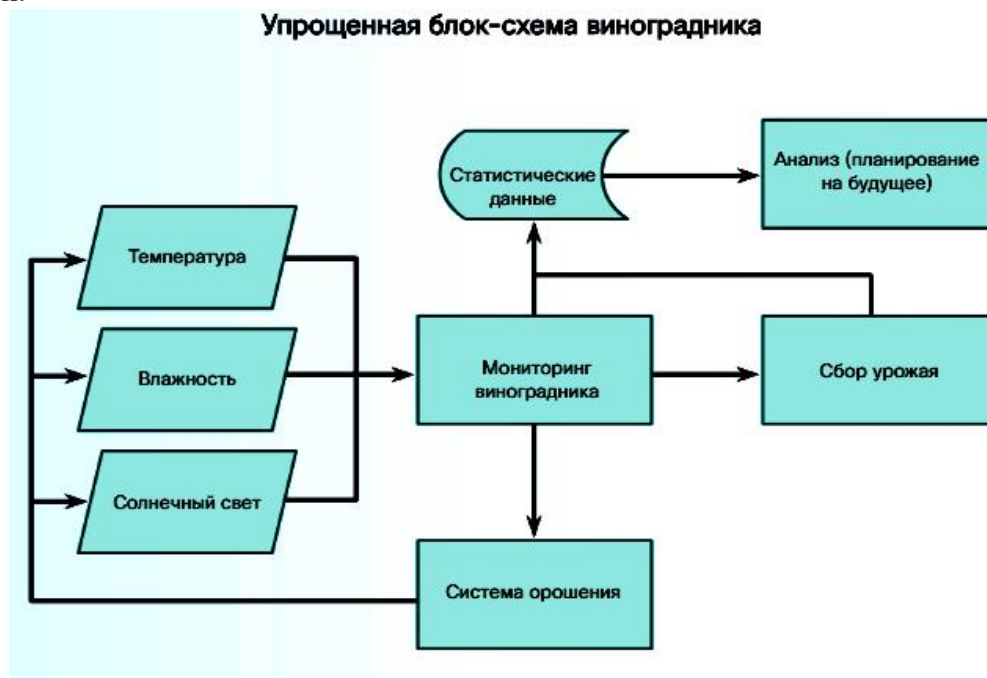 Упрощенная блок-схема виноградника
Статистические
данные
Анализ (планирование
на будущее)
Температура
Влажность
Мониторинг
виноградника
Сбор урожая
Солнечный свет
Система орошения